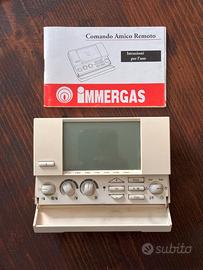 Comando Amico Remoto
Istruzioni
per l'uso
IMMERGAS
subito